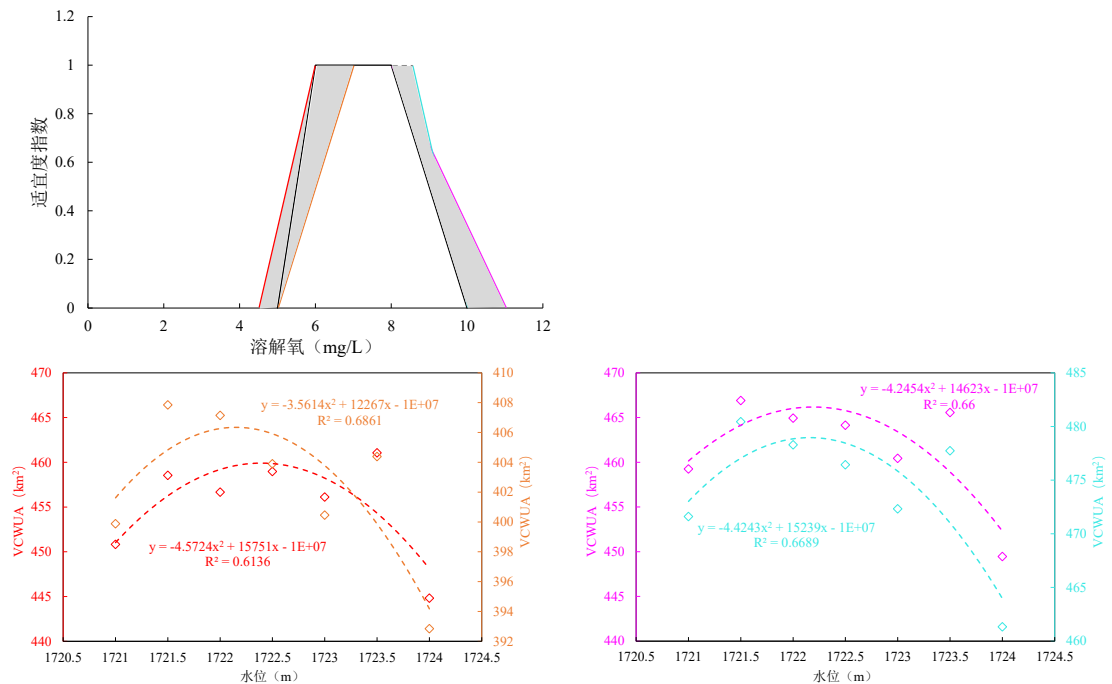 1.2
1
0.8
0.6
0.4
0.2
0
适宜度指数
0 2 4 6 8 10 12
溶解氧（mg/L）
470
465
460
455
450
445
440
VCWUA（km²）
410
408
406
404
402
400
398
396
394
392
VCWUA（km²）
y = -3.5614x² + 12267x - 1E+07
R² = 0.6861
y = -4.5724x² + 15751x - 1E+07
R² = 0.6136
1720.5 1721 1721.5 1722 1722.5 1723 1723.5 1724 1724.5
水位（m）
470
465
460
455
450
445
440
VCWUA（km²）
485
480
475
470
465
460
VCWUA（km²）
y = -4.2454x² + 14623x - 1E+07
R² = 0.66
y = -4.4243x² + 15239x - 1E+07
R² = 0.6689
1720.5 1721 1721.5 1722 1722.5 1723 1723.5 1724 1724.5
水位（m）